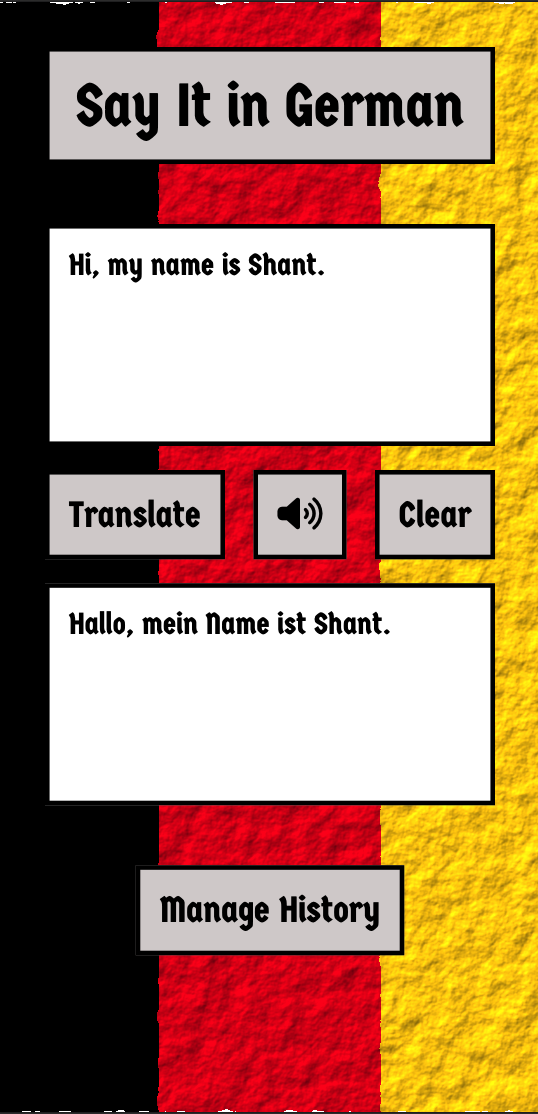 Say It in German
Hi, my name is Shant.
Translate
Clear
Hallo, mein Name ist Shant.
Manage History